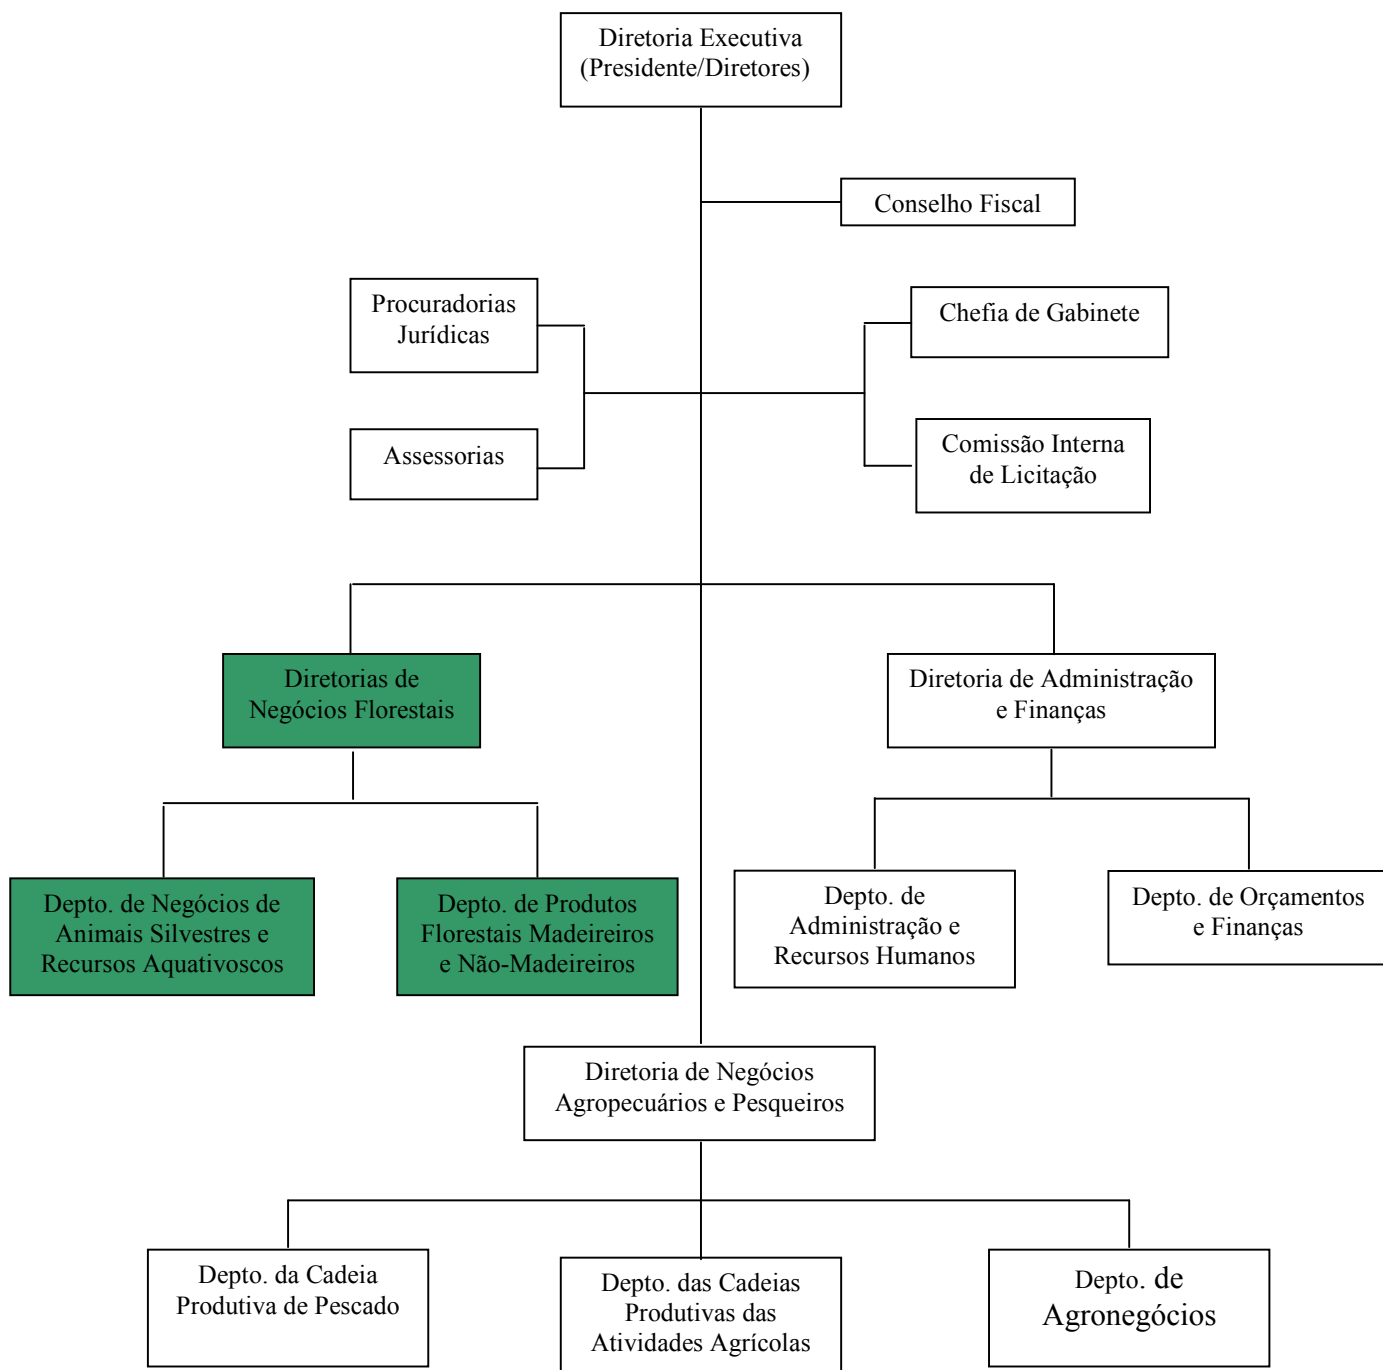 Diretoria Executiva
(Presidente/Diretores)
Conselho Fiscal
Procuradorias
Jurídicas
Chefia de Gabinete
Assessorias
Comissão Interna
de Licitação
Diretorias de
Negócios Florestais
Diretoria de Administração
e Finanças
Depto. de Negócios de
Animais Silvestres e
Recursos Aquativoscos
Depto. de Produtos
Florestais Madeireiros
e Não-Madeireiros
Depto. de
Administração e
Recursos Humanos
Depto. de Orçamentos
e Finanças
Diretoria de Negócios
Agropecuários e Pesqueiros
Depto. da Cadeia
Produtiva de Pescado
Depto. das Cadeias
Produtivas das
Atividades Agrícolas
Depto. de
Agronegócios